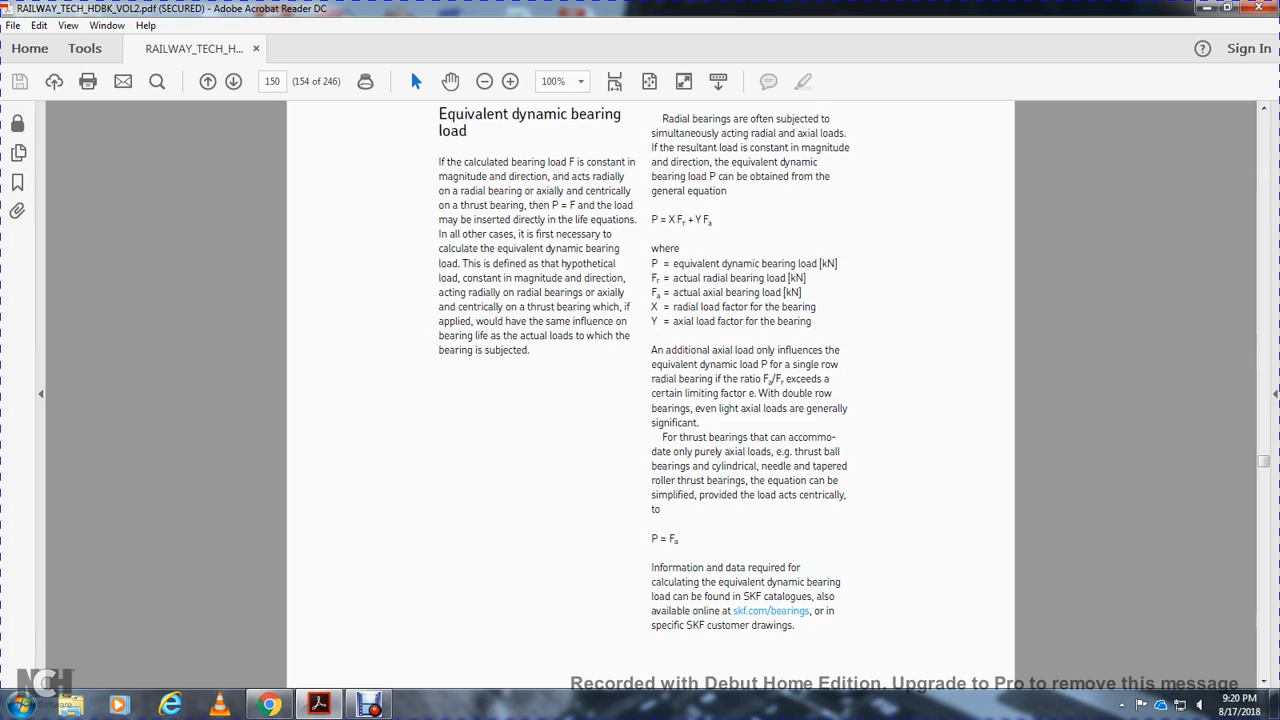 RAILWAY_TECH_HDBK_VOL2.pdf (SECURED) - Adobe Acrobat Reader DC
File Edit View Window Help
Home Tools RAILWAY_TECH_H... × Sign In
150 (154 of 246) 100%
Equivalent dynamic bearing
load
If the calculated bearing load F is constant in
magnitude and direction, and acts radially
on a radial bearing or axially and centrically
on a thrust bearing, then P = F and the load
may be inserted directly in the life equations.
In all other cases, it is first necessary to
calculate the equivalent dynamic bearing
load. This is defined as that hypothetical
load, constant in magnitude and direction,
acting radially on radial bearings or axially
and centrically on a thrust bearing which, if
applied, would have the same influence on
bearing life as the actual loads to which the
bearing is subjected.
Radial bearings are often subjected to
simultaneously acting radial and axial loads.
If the resultant load is constant in magnitude
and direction, the equivalent dynamic
bearing load P can be obtained from the
general equation
P = X Fr + Y Fa
where
P = equivalent dynamic bearing load [kN]
Fr = actual radial bearing load [kN]
Fa = actual axial bearing load [kN]
X = radial load factor for the bearing
Y = axial load factor for the bearing
An additional axial load only influences the
equivalent dynamic load P for a single row
radial bearing if the ratio Fa/Fr exceeds a
certain limiting factor e. With double row
bearings, even light axial loads are generally
significant.
For thrust bearings that can accommo-
date only purely axial loads, e.g. thrust ball
bearings and cylindrical, needle and tapered
roller thrust bearings, the equation can be
simplified, provided the load acts centrically,
to
P = Fa
Information and data required for
calculating the equivalent dynamic bearing
load can be found in SKF catalogues, also
available online at skf.com/bearings, or in
specific SKF customer drawings.
NCH
Software
Recorded with Debut Home Edition. Upgrade to Pro to remove this message
9:20 PM
8/17/2018